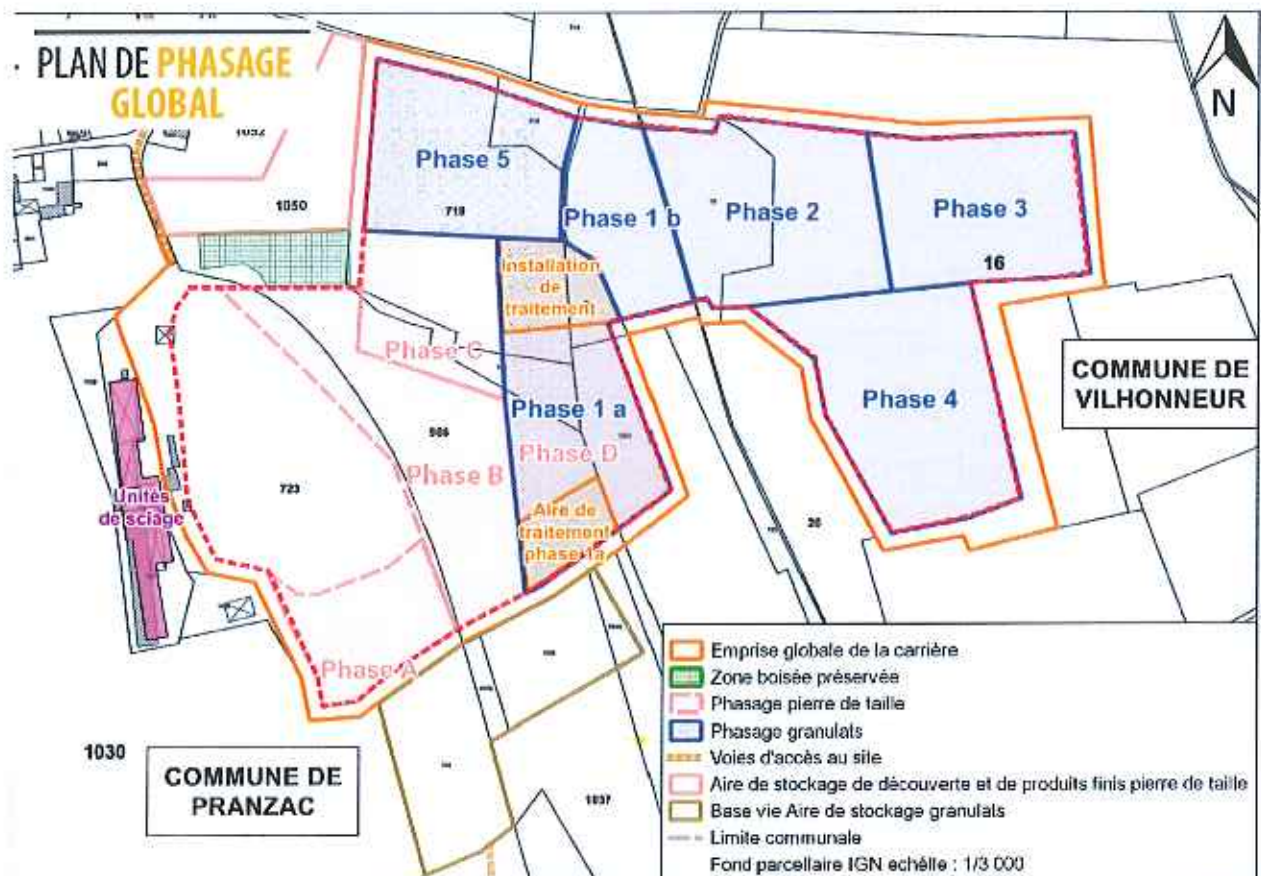 PLAN DE PHASAGE
GLOBAL
N
1050
Phase 5
719
Phase 1 b
Phase 2
Phase 3
16
Installation
de
traitement
Phase C
Phase 1 a
Phase 4
COMMUNE DE
VILHONNEUR
Phase B
Phase D
723
Unités
de sciage
Aire de
traitement
phase 1a
26
Phase A
1030
COMMUNE DE
PRANZAC
1037
Emprise globale de la carrière
Zone boisée préservée
Phasage pierre de taille
Phasage granulats
Voies d'accès au site
Aire de stockage de découverte et de produits finis pierre de taille
Base vie Aire de stockage granulats
Limite communale
Fond parcellaire IGN echélle : 1/3 000